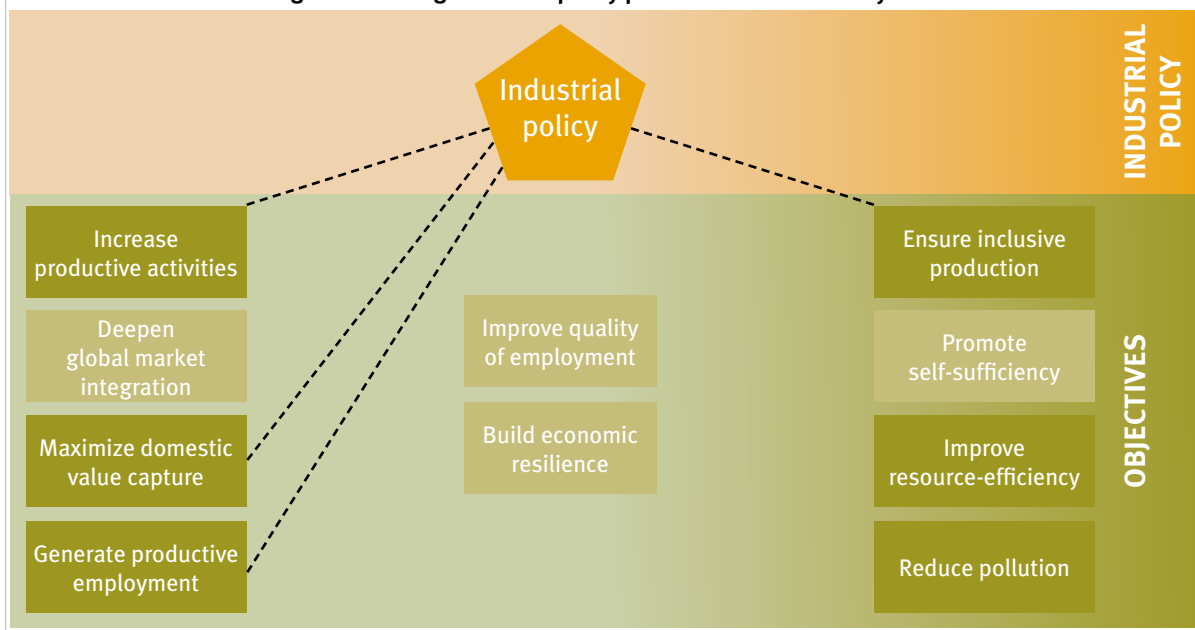 Industrial
policy
INDUSTRIAL
POLICY
Increase
productive activities
Deepen
global market
integration
Maximize domestic
value capture
Generate productive
employment
Improve quality
of employment
Build economic
resilience
Ensure inclusive
production
Promote
self-sufficiency
Improve
resource-efficiency
Reduce pollution
OBJECTIVES